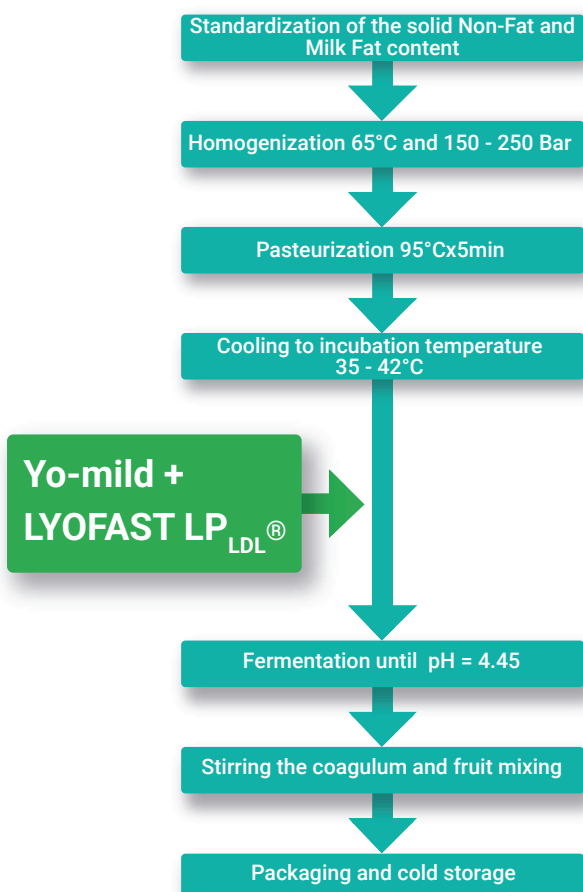 Standardization of the solid Non-Fat and
Milk Fat content
Homogenization 65°C and 150 - 250 Bar
Pasteurization 95°Cx5min
Cooling to incubation temperature
35 - 42°C
Yo-mild +
LYOFAST LP LDL®
Fermentation until pH = 4.45
Stirring the coagulum and fruit mixing
Packaging and cold storage